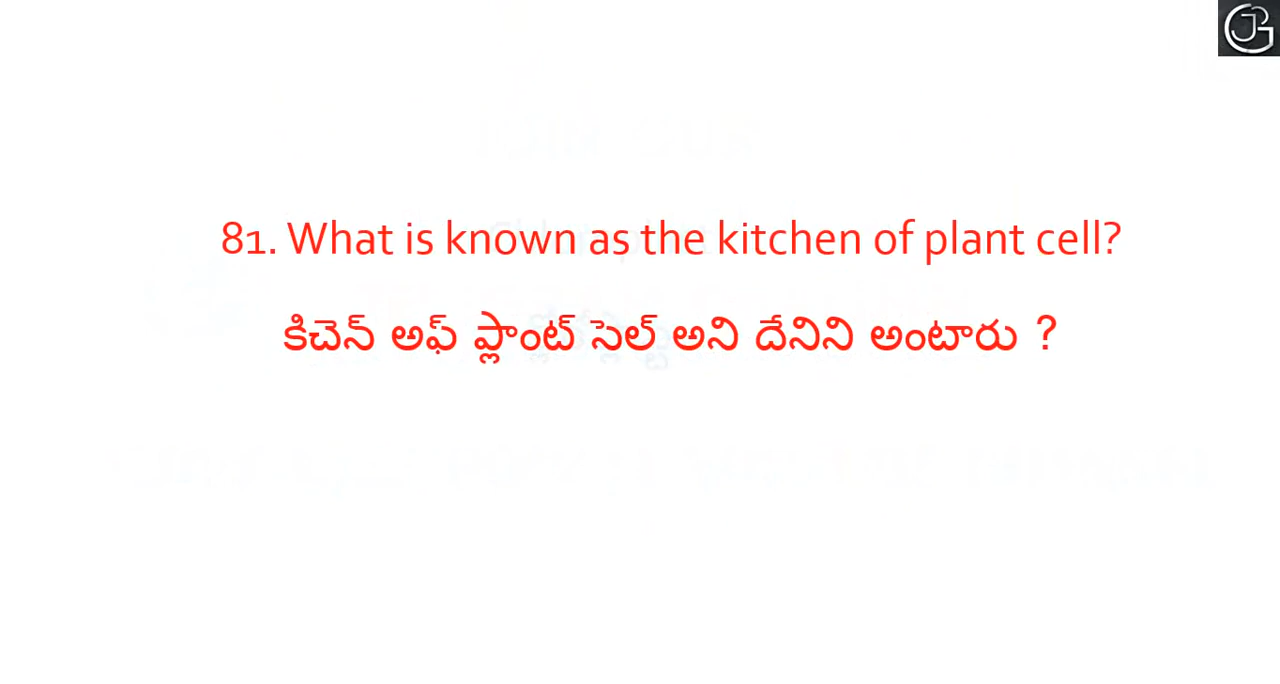 81. What is known as the kitchen of plant cell?
కిచెన్ అఫ్ ప్లాంట్ సెల్ అని దేనిని అంటారు ?